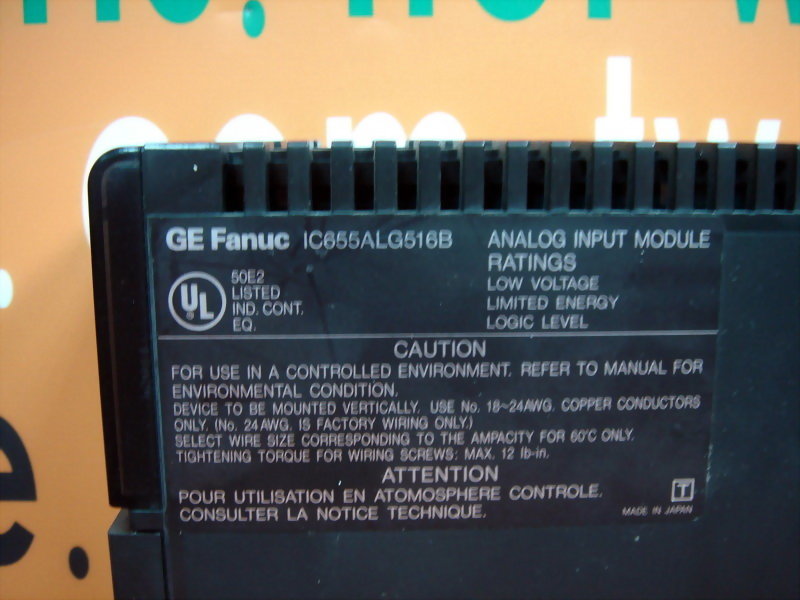 com.tw
GE Fanuc IC655ALG516B
ANALOG INPUT MODULE
RATINGS
LOW VOLTAGE
LIMITED ENERGY
LOGIC LEVEL
UL
50E2
LISTED
IND. CONT.
EQ.
CAUTION
FOR USE IN A CONTROLLED ENVIRONMENT. REFER TO MANUAL FOR
ENVIRONMENTAL CONDITION.
DEVICE TO BE MOUNTED VERTICALLY. USE No. 18~24AWG. COPPER CONDUCTORS
ONLY. (No. 24AWG. IS FACTORY WIRING ONLY.)
SELECT WIRE SIZE CORRESPONDING TO THE AMPACITY FOR 60°C ONLY.
TIGHTENING TORQUE FOR WIRING SCREWS: MAX. 12 lb-in.
ATTENTION
POUR UTILISATION EN ATOMOSPHERE CONTROLE.
CONSULTER LA NOTICE TECHNIQUE.
T
MADE IN JAPAN